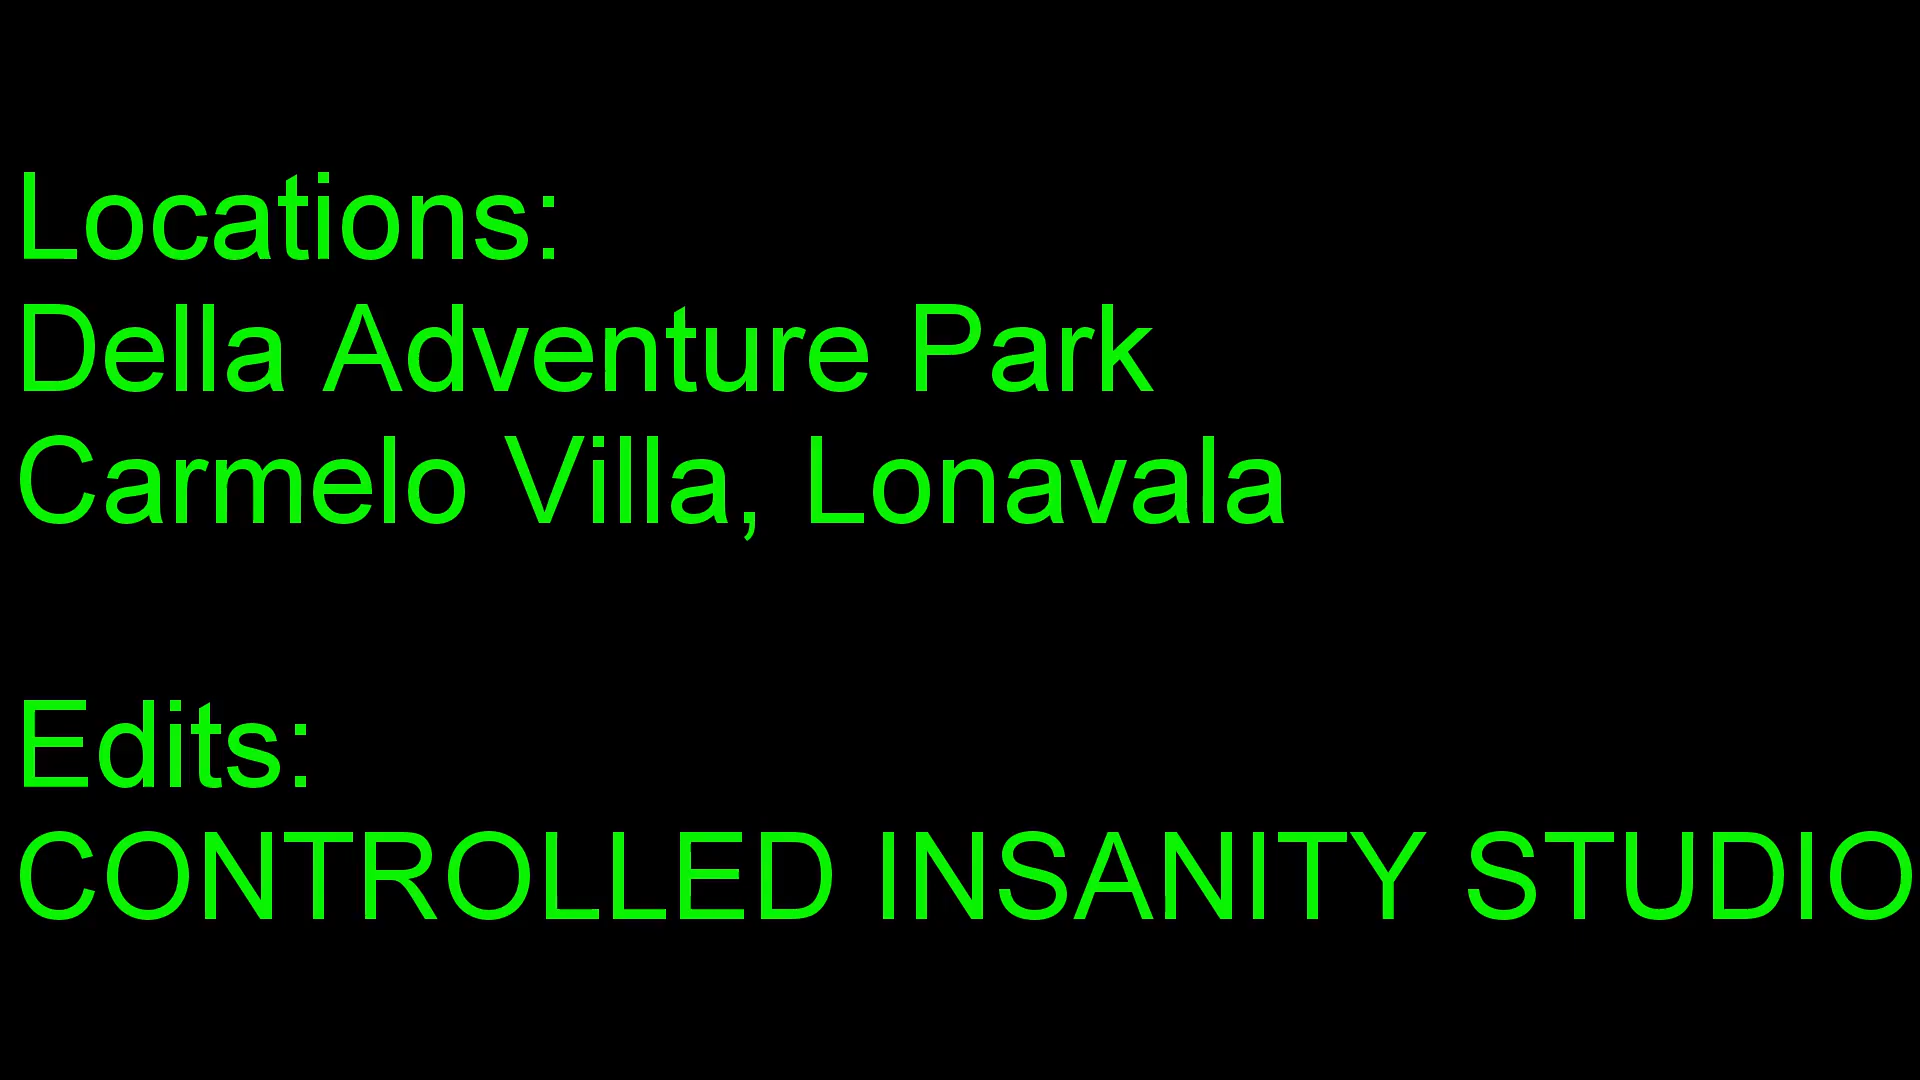 Locations:
Della Adventure Park
Carmelo Villa, Lonavala
Edits:
CONTROLLED INSANITY STUDIO